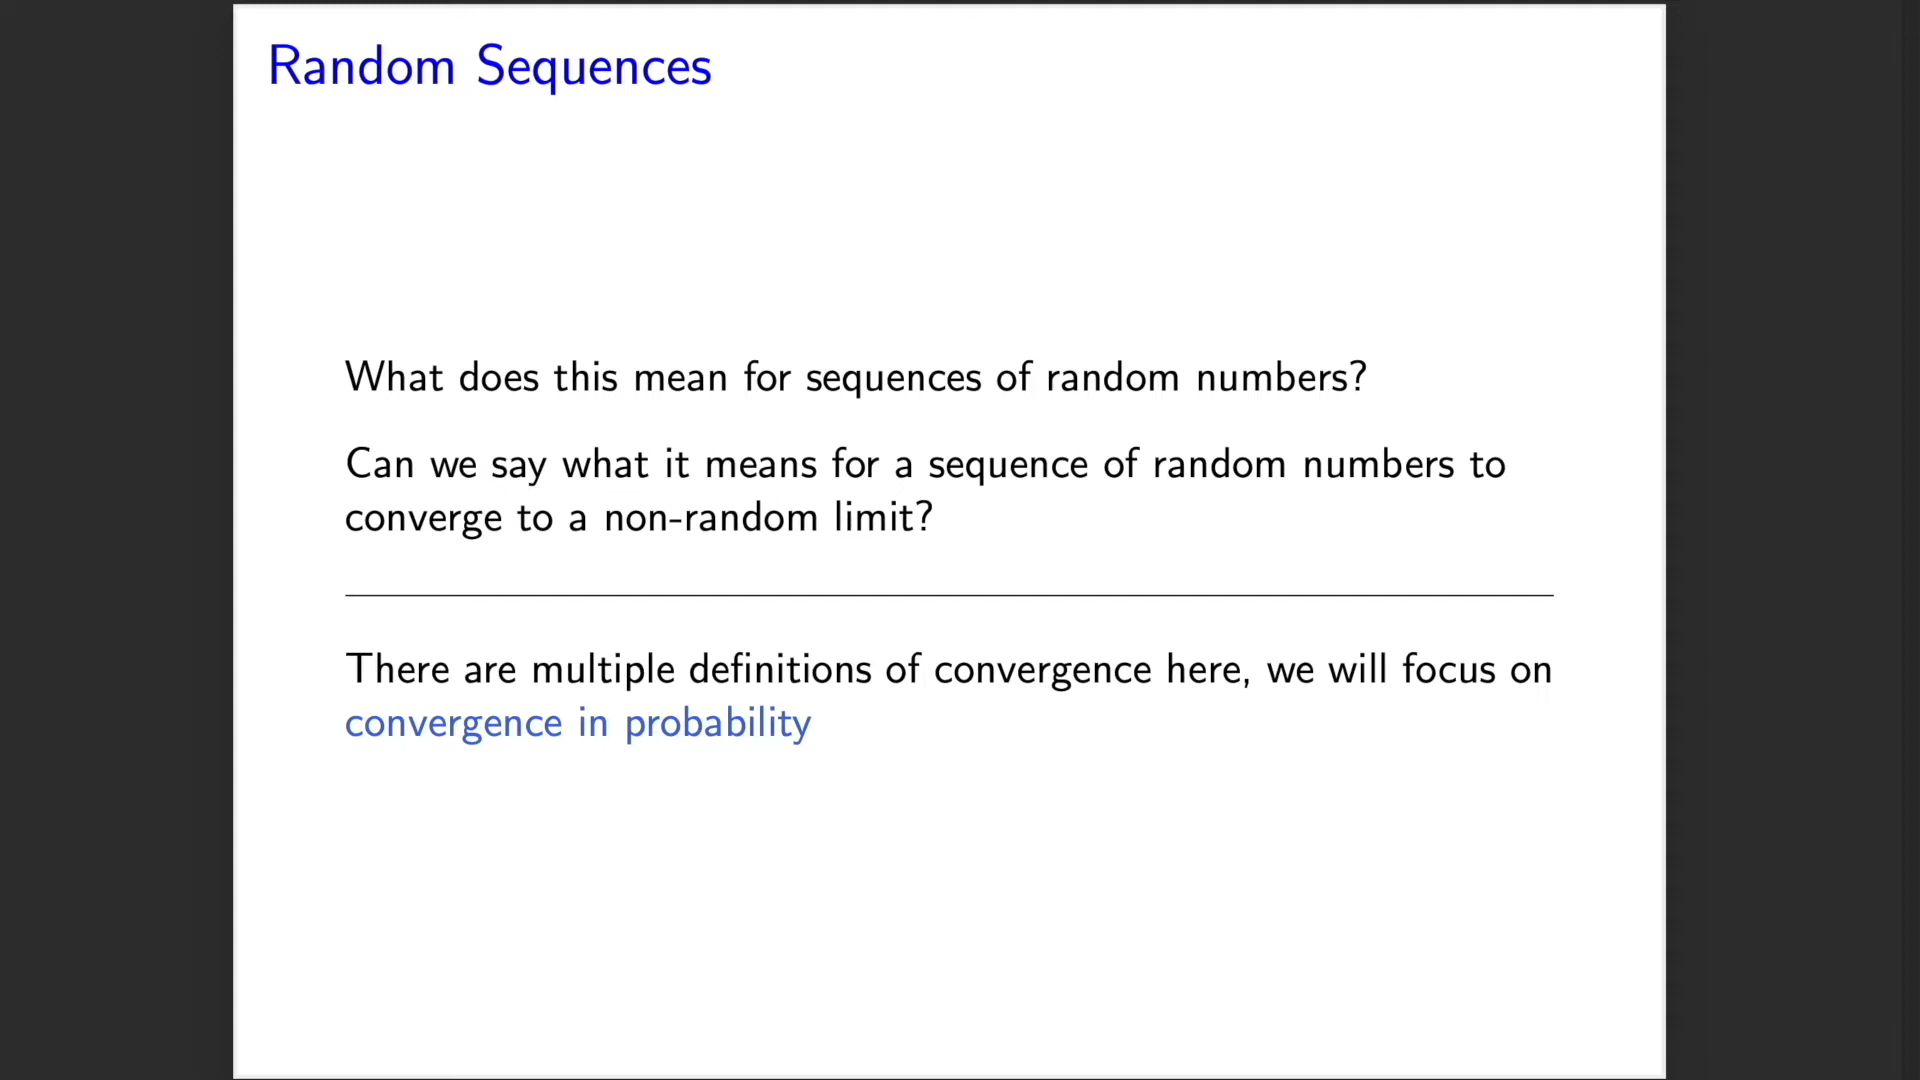 Random Sequences
What does this mean for sequences of random numbers?
Can we say what it means for a sequence of random numbers to
converge to a non-random limit?
There are multiple definitions of convergence here, we will focus on
convergence in probability